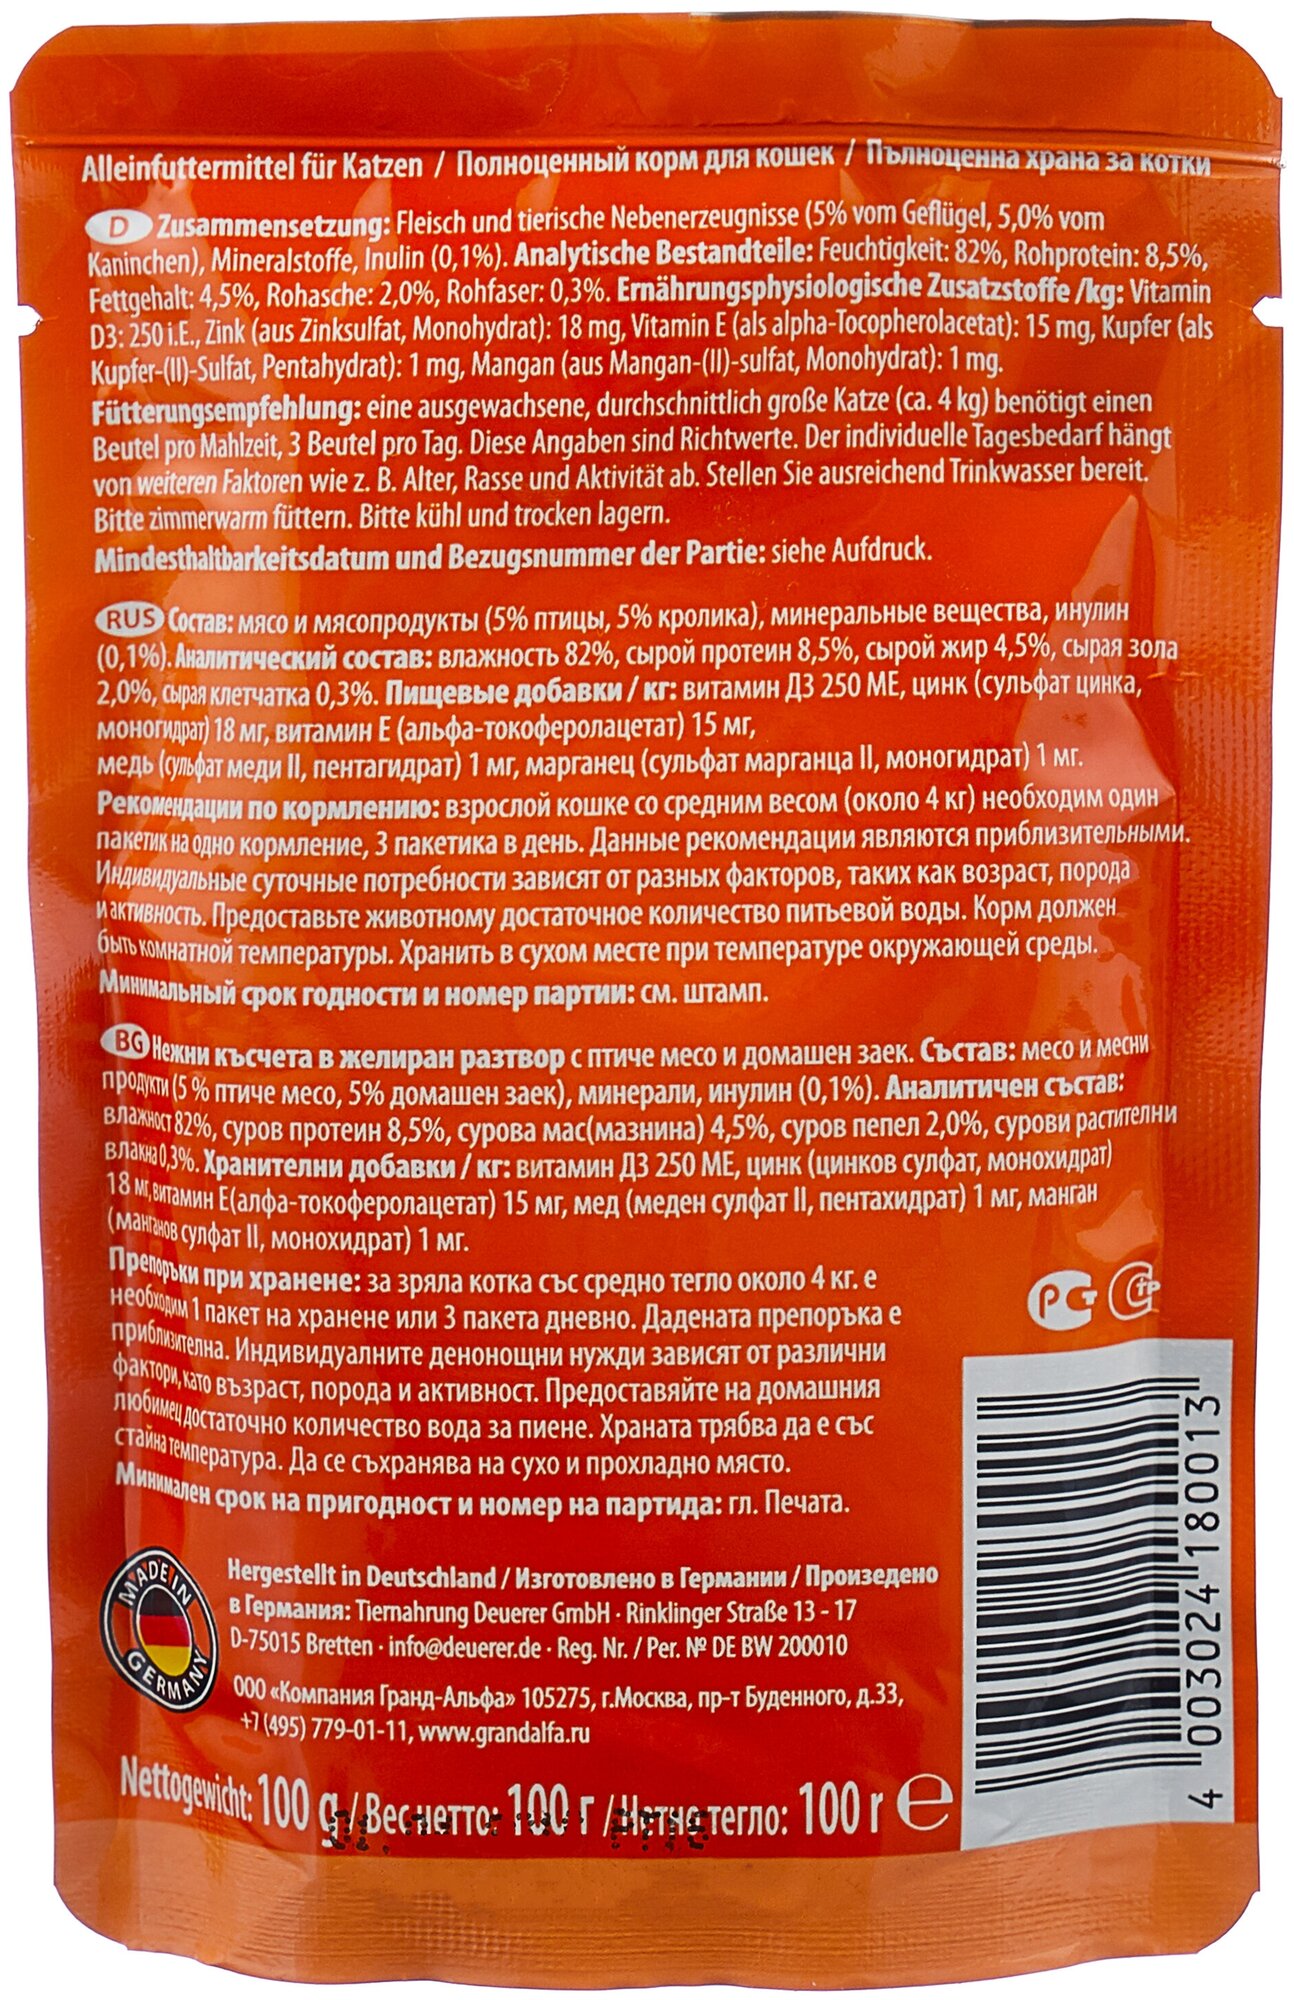 Alleinfuttermittel für Katzen / Полноценный корм для кошек / Пълноценна храна за котки
D Zusammensetzung: Fleisch und tierische Nebenerzeugnisse (5% vom Geflügel, 5,0% vom
Kaninchen), Mineralstoffe, Inulin (0,1%). Analytische Bestandteile: Feuchtigkeit: 82%, Rohprotein: 8,5%,
Fettgehalt: 4,5%, Rohasche: 2,0%, Rohfaser: 0,3%. Ernährungsphysiologische Zusatzstoffe /kg: Vitamin
D3: 250 i.E., Zink (aus Zinksulfat, Monohydrat): 18 mg, Vitamin E (als alpha-Tocopherolacetat): 15 mg, Kupfer (als
Kupfer-(II)-Sulfat, Pentahydrat): 1 mg, Mangan (aus Mangan-(II)-sulfat, Monohydrat): 1 mg.
Fütterungsempfehlung: eine ausgewachsene, durchschnittlich große Katze (ca. 4 kg) benötigt einen
Beutel pro Mahlzeit, 3 Beutel pro Tag. Diese Angaben sind Richtwerte. Der individuelle Tagesbedarf hängt
von weiteren Faktoren wie z. B. Alter, Rasse und Aktivität ab. Stellen Sie ausreichend Trinkwasser bereit.
Bitte zimmerwarm füttern. Bitte kühl und trocken lagern.
Mindesthaltbarkeitsdatum und Bezugsnummer der Partie: siehe Aufdruck.
RUS Состав: мясо и мясопродукты (5% птицы, 5% кролика), минеральные вещества, инулин
(0,1%). Аналитический состав: влажность 82%, сырой протеин 8,5%, сырой жир 4,5%, сырая зола
2,0%, сырая клетчатка 0,3%. Пищевые добавки / кг: витамин Д3 250 МЕ, цинк (сульфат цинка,
моногидрат) 18 мг, витамин Е (альфа-токоферолацетат) 15 мг,
медь (сульфат меди II, пентагидрат) 1 мг, марганец (сульфат марганца II, моногидрат) 1 мг.
Рекомендации по кормлению: взрослой кошке со средним весом (около 4 кг) необходим один
пакетик на одно кормление, 3 пакетика в день. Данные рекомендации являются приблизительными.
Индивидуальные суточные потребности зависят от разных факторов, таких как возраст, порода
и активность. Предоставьте животному достаточное количество питьевой воды. Корм должен
быть комнатной температуры. Хранить в сухом месте при температуре окружающей среды.
Минимальный срок годности и номер партии: см. штамп.
BG Нежни късчета в желиран разтвор с птиче месо и домашен заек. Състав: месо и месни
продукти (5 % птиче месо, 5% домашен заек), минерали, инулин (0,1%). Аналитичен състав:
влажност 82%, суров протеин 8,5%, сурова мас(мазнина) 4,5%, суров пепел 2,0%, сурови растителни
влакна 0,3%. Хранителни добавки / кг: витамин Д3 250 МЕ, цинк (цинков сулфат, монохидрат)
18 мг, витамин Е(алфа-токоферолацетат) 15 мг, мед (меден сулфат II, пентахидрат) 1 мг, манган
(манганов сулфат II, монохидрат) 1 мг.
Препоръки при хранене: за зряла котка със средно тегло около 4 кг. е
необходим 1 пакет на хранене или 3 пакета дневно. Дадената препоръка е
приблизителна. Индивидуалните денонощни нужди зависят от различни
фактори, като възраст, порода и активност. Предоставяйте на домашния
любимец достаточно количество вода за пиене. Храната трябва да е със
стайна температура. Да се съхранява на сухо и прохладно място.
Минимален срок на пригодност и номер на партида: гл. Печата.
РСТ Стр
MADE IN GERMANY
Hergestellt in Deutschland / Изготовлено в Германии / Произедено
в Германия: Tiernahrung Deuerer GmbH · Rinklinger Straße 13 - 17
D-75015 Bretten · info@deuerer.de · Reg. Nr. / Per. № DE BW 200010
ООО «Компания Гранд-Альфа» 105275, г.Москва, пр-т Буденного, д.33,
+7 (495) 779-01-11, www.grandalfa.ru
Nettogewicht: 100 g / Вес нетто: 100 г / Нетно тегло: 100 г e
4 003024 180013